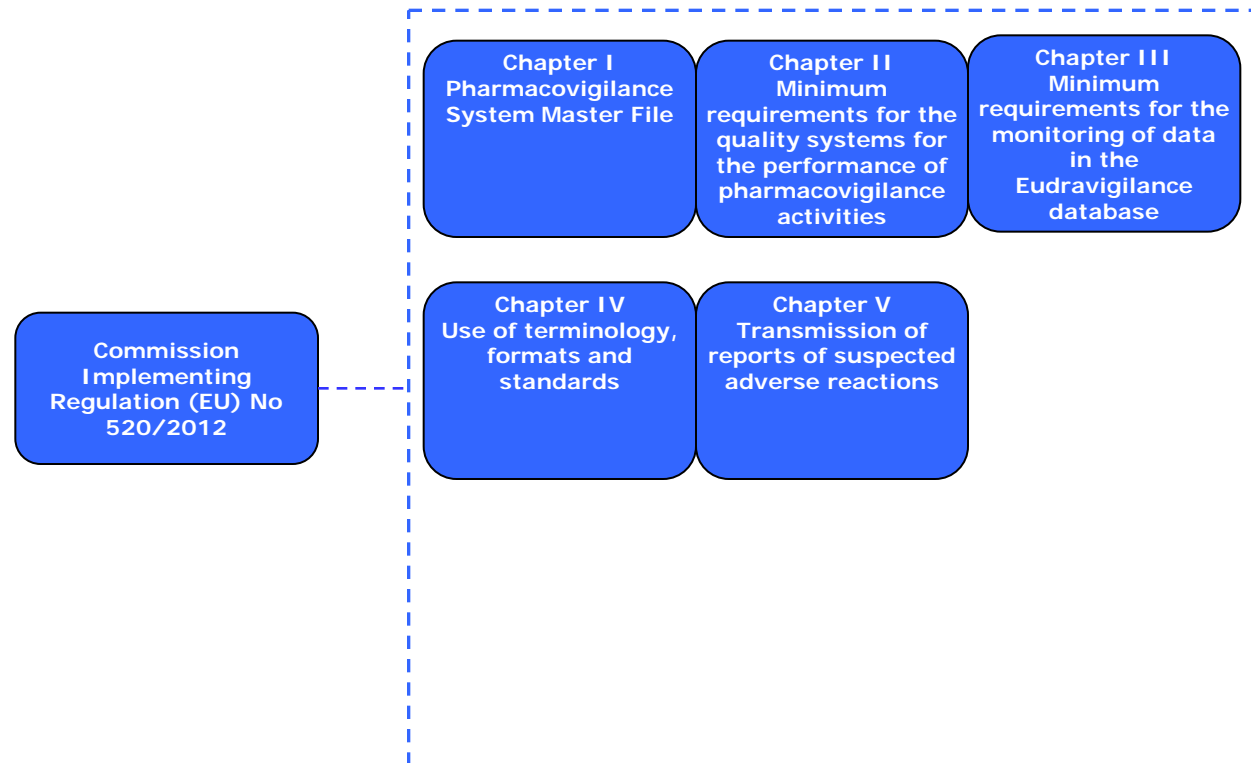 Chapter I
Pharmacovigilance
System Master File
Chapter II
Minimum
requirements for the
quality systems for
the performance of
pharmacovigilance
activities
Chapter III
Minimum
requirements for the
monitoring of data
in the
Eudravigilance
database
Commission
Implementing
Regulation (EU) No
520/2012
Chapter IV
Use of terminology,
formats and
standards
Chapter V
Transmission of
reports of suspected
adverse reactions